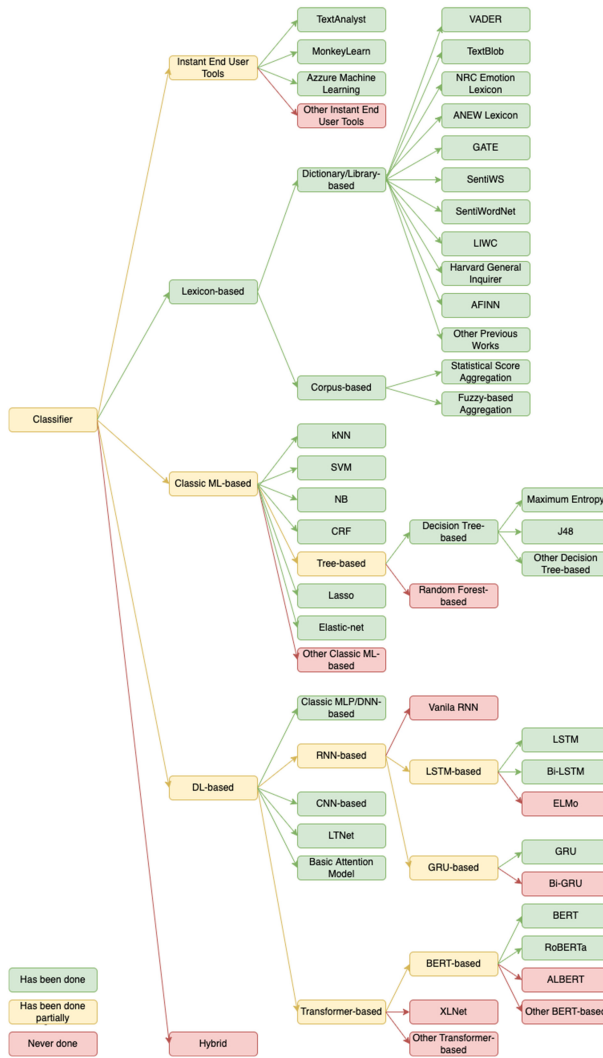 Classifier
Instant End User
Tools
TextAnalyst
MonkeyLearn
Azzure Machine
Learning
Other Instant End
User Tools
Lexicon-based
Dictionary/Library-
based
VADER
TextBlob
NRC Emotion
Lexicon
ANEW Lexicon
GATE
SentiWS
SentiWordNet
LIWC
Harvard General
Inquirer
AFINN
Other Previous
Works
Corpus-based
Statistical Score
Aggregation
Fuzzy-based
Aggregation
Classic ML-based
kNN
SVM
NB
CRF
Tree-based
Decision Tree-
based
Maximum Entropy
J48
Other Decision
Tree-based
Random Forest-
based
Lasso
Elastic-net
Other Classic ML-
based
DL-based
Classic MLP/DNN-
based
RNN-based
Vanila RNN
LSTM-based
LSTM
Bi-LSTM
ELMo
GRU-based
GRU
Bi-GRU
CNN-based
LTNet
Basic Attention
Model
Transformer-based
BERT-based
BERT
RoBERTa
ALBERT
Other BERT-based
XLNet
Other Transformer-
based
Hybrid
Has been done
Has been done
partially
Never done